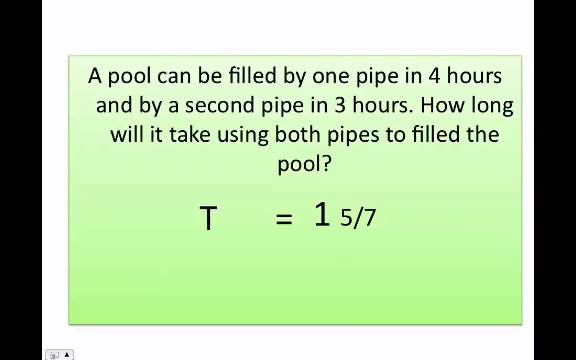 A pool can be filled by one pipe in 4 hours
and by a second pipe in 3 hours. How long
will it take using both pipes to filled the
pool?
T = 1 5/7